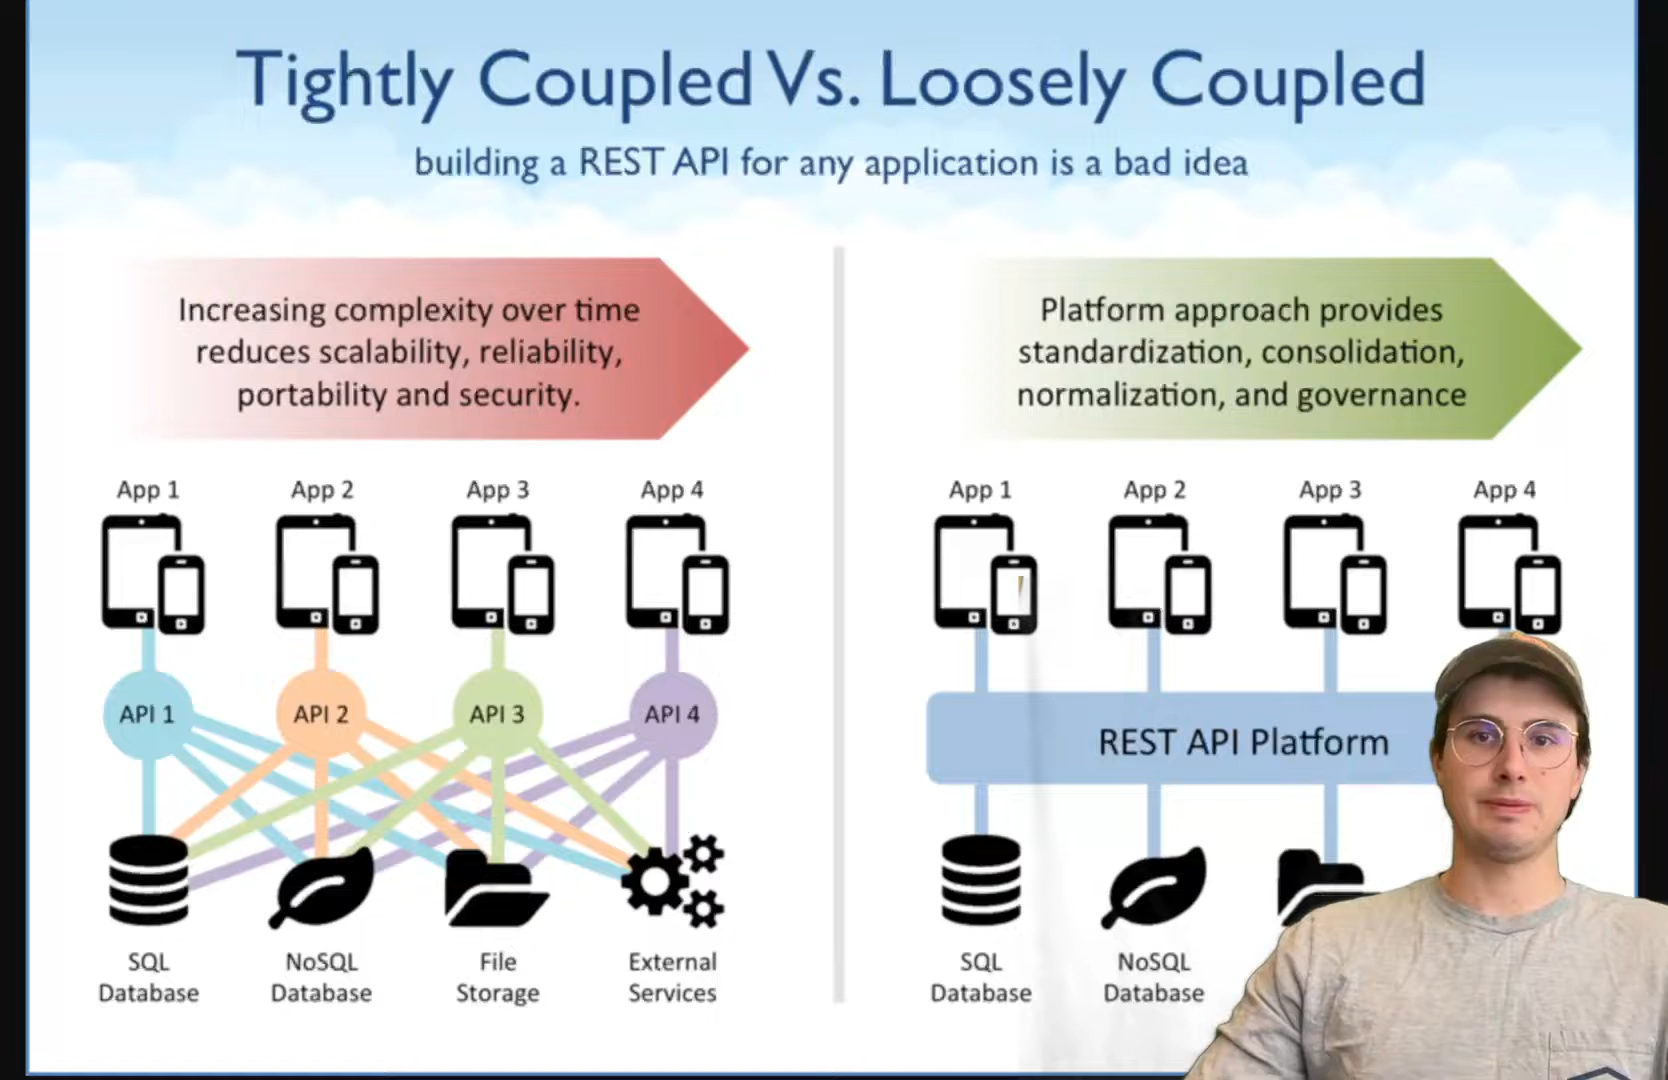 Tightly Coupled Vs. Loosely Coupled
building a REST API for any application is a bad idea
Increasing complexity over time
reduces scalability, reliability,
portability and security.
App 1 App 2 App 3 App 4
API 1 API 2 API 3 API 4
SQL
Database
NoSQL
Database
File
Storage
External
Services
Platform approach provides
standardization, consolidation,
normalization, and governance
App 1 App 2 App 3 App 4
REST API Platform
SQL
Database
NoSQL
Database